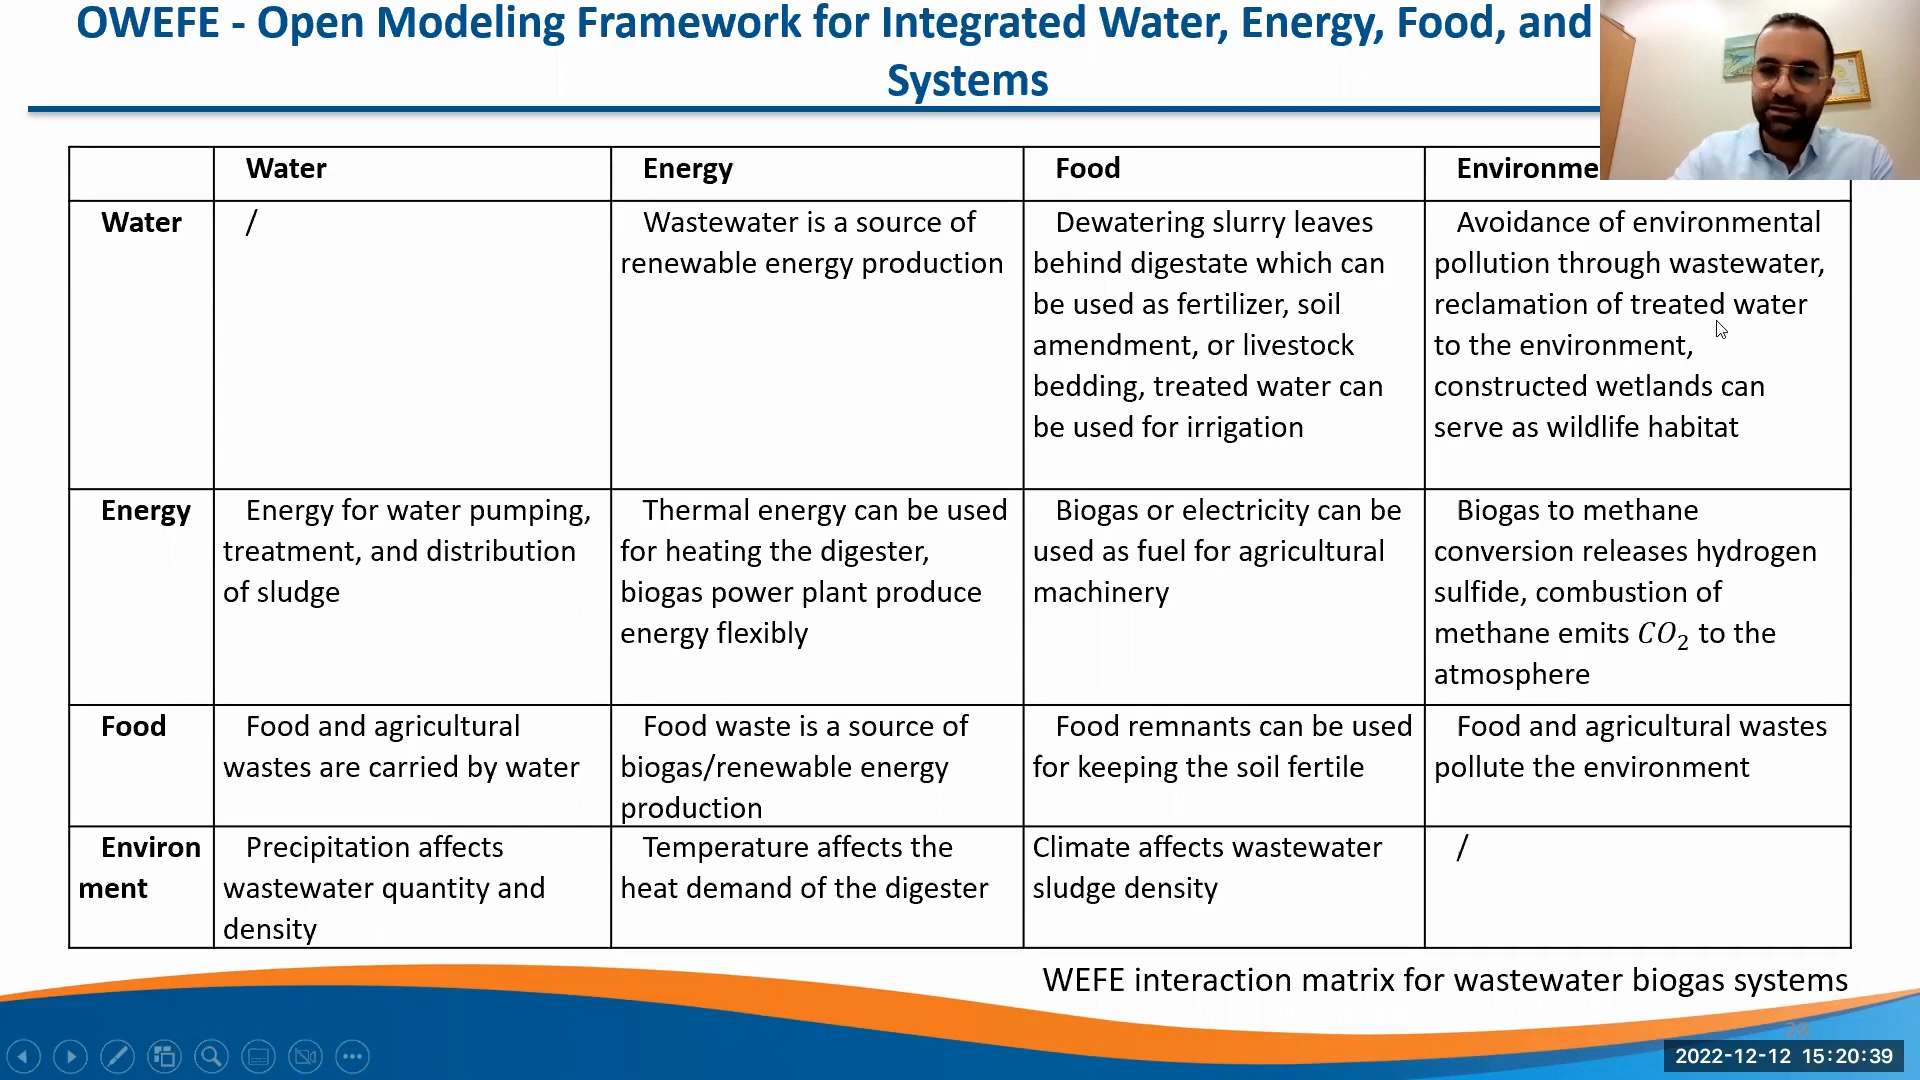 OWEFE - Open Modeling Framework for Integrated Water, Energy, Food, and
Systems
Water Energy Food Environme
Water
/
Wastewater is a source of
renewable energy production
Dewatering slurry leaves
behind digestate which can
be used as fertilizer, soil
amendment, or livestock
bedding, treated water can
be used for irrigation
Avoidance of environmental
pollution through wastewater,
reclamation of treated water
to the environment,
constructed wetlands can
serve as wildlife habitat
Energy
Energy for water pumping,
treatment, and distribution
of sludge
Thermal energy can be used
for heating the digester,
biogas power plant produce
energy flexibly
Biogas or electricity can be
used as fuel for agricultural
machinery
Biogas to methane
conversion releases hydrogen
sulfide, combustion of
methane emits CO₂ to the
atmosphere
Food
Food and agricultural
wastes are carried by water
Food waste is a source of
biogas/renewable energy
production
Food remnants can be used
for keeping the soil fertile
Food and agricultural wastes
pollute the environment
Environ
ment
Precipitation affects
wastewater quantity and
density
Temperature affects the
heat demand of the digester
Climate affects wastewater
sludge density
/
WEFE interaction matrix for wastewater biogas systems
2022-12-12 15:20:39